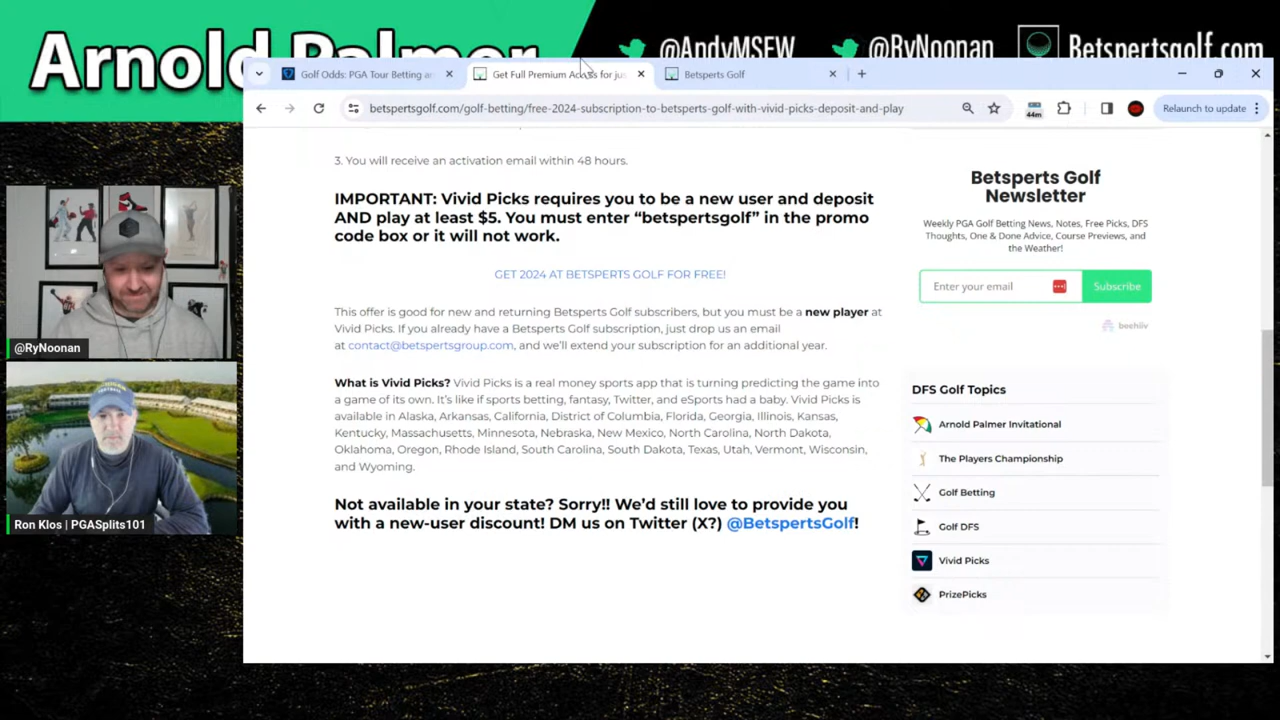 Arnold Palmer
@AndyMSFW
@RyNoonan
Betspertsgolf.com
Golf Odds: PGA Tour Betting an
Get Full Premium Access for jus
Betsperts Golf
betspertsgolf.com/golf-betting/free-2024-subscription-to-betsperts-golf-with-vivid-picks-deposit-and-play
44m
Relaunch to update
3. You will receive an activation email within 48 hours.
IMPORTANT: Vivid Picks requires you to be a new user and deposit
AND play at least $5. You must enter “betspertsgolf” in the promo
code box or it will not work.
GET 2024 AT BETSPERTS GOLF FOR FREE!
This offer is good for new and returning Betsperts Golf subscribers, but you must be a new player at
Vivid Picks. If you already have a Betsperts Golf subscription, just drop us an email
at contact@betspertsgroup.com, and we’ll extend your subscription for an additional year.
What is Vivid Picks? Vivid Picks is a real money sports app that is turning predicting the game into
a game of its own. It’s like if sports betting, fantasy, Twitter, and eSports had a baby. Vivid Picks is
available in Alaska, Arkansas, California, District of Columbia, Florida, Georgia, Illinois, Kansas,
Kentucky, Massachusetts, Minnesota, Nebraska, New Mexico, North Carolina, North Dakota,
Oklahoma, Oregon, Rhode Island, South Carolina, South Dakota, Texas, Utah, Vermont, Wisconsin,
and Wyoming.
Not available in your state? Sorry!! We’d still love to provide you
with a new-user discount! DM us on Twitter (X?) @BetspertsGolf!
Betsperts Golf
Newsletter
Weekly PGA Golf Betting News, Notes, Free Picks, DFS
Thoughts, One & Done Advice, Course Previews, and
the Weather!
Enter your email
Subscribe
beehiiv
DFS Golf Topics
Arnold Palmer Invitational
The Players Championship
Golf Betting
Golf DFS
Vivid Picks
PrizePicks
@RyNoonan
Ron Klos | PGASplits101